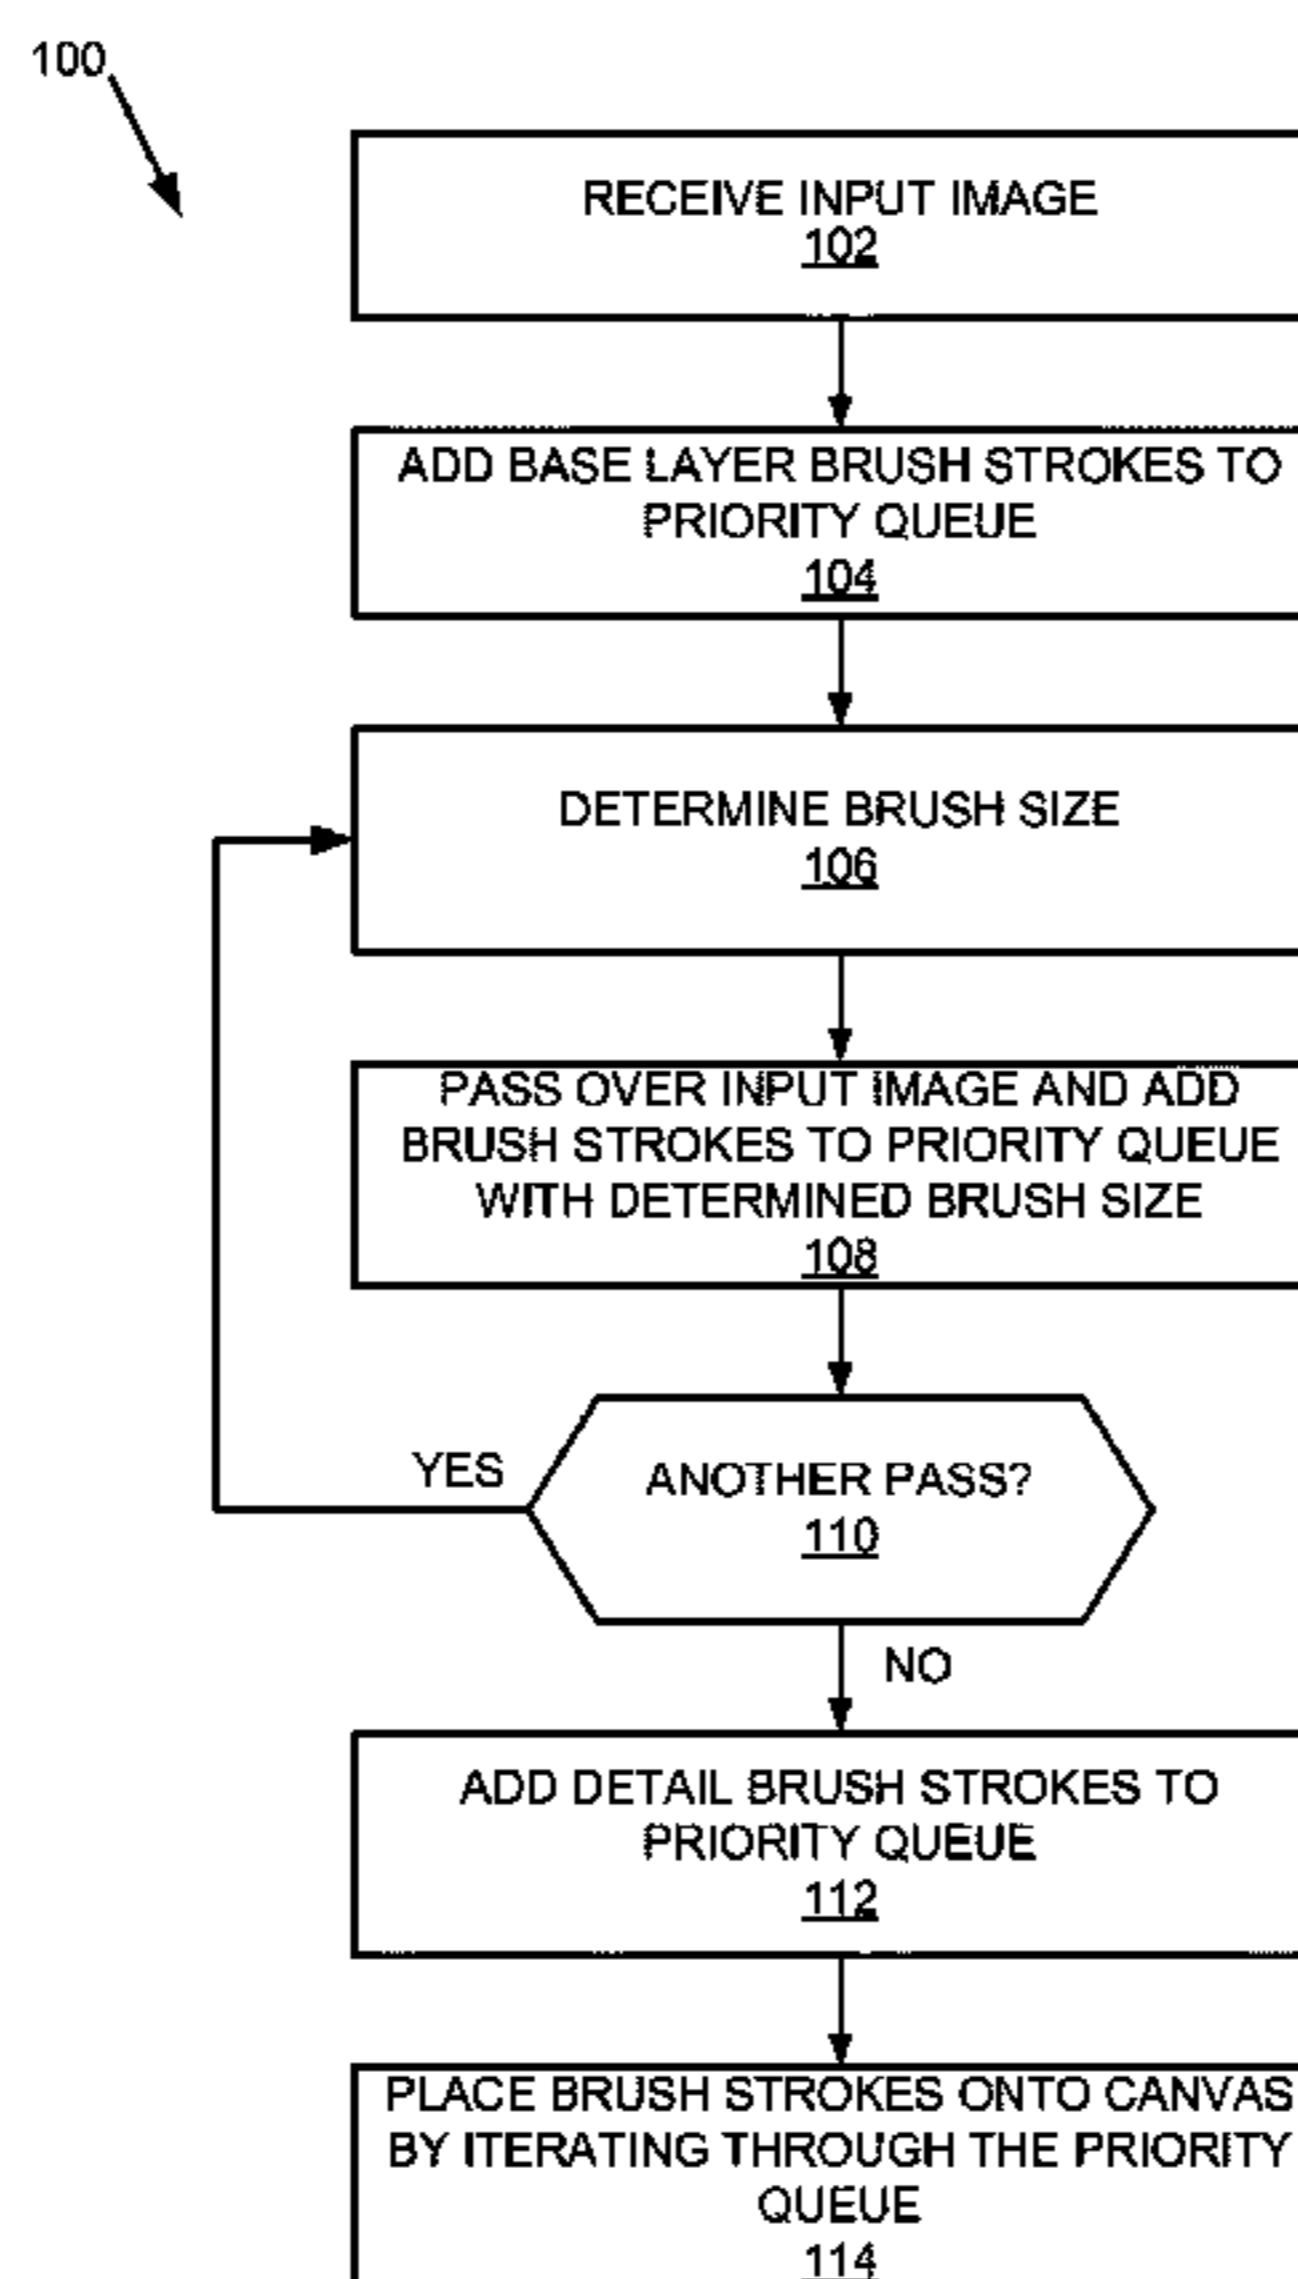 100
RECEIVE INPUT IMAGE
102
ADD BASE LAYER BRUSH STROKES TO
PRIORITY QUEUE
104
DETERMINE BRUSH SIZE
106
PASS OVER INPUT IMAGE AND ADD
BRUSH STROKES TO PRIORITY QUEUE
WITH DETERMINED BRUSH SIZE
108
YES
ANOTHER PASS?
110
NO
ADD DETAIL BRUSH STROKES TO
PRIORITY QUEUE
112
PLACE BRUSH STROKES ONTO CANVAS
BY ITERATING THROUGH THE PRIORITY
QUEUE
114